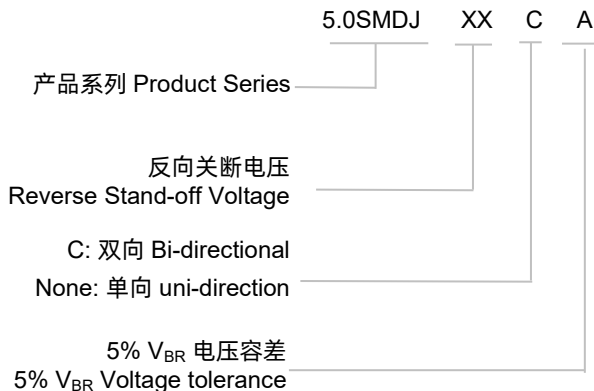 5.0SMDJ XX C A
产品系列 Product Series
反向关断电压
Reverse Stand-off Voltage
C: 双向 Bi-directional
None: 单向 uni-direction
5% VBR 电压容差
5% VBR Voltage tolerance